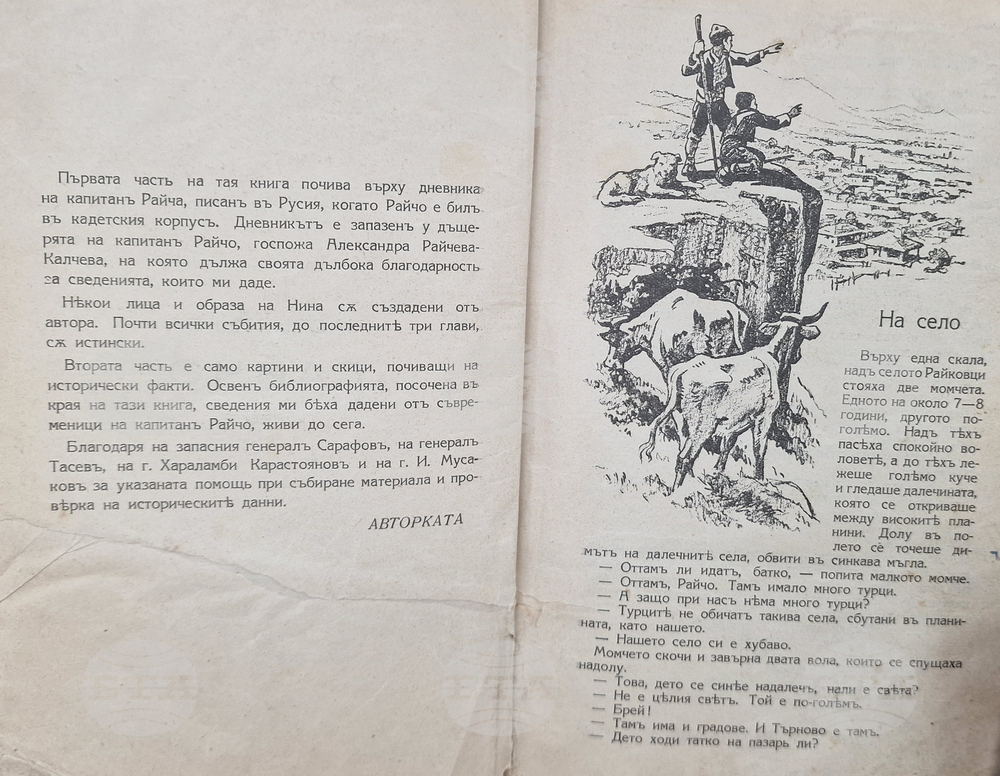 Първата часть на тая книга почива върху дневника
на капитанъ Райча, писан въ Русия, когато Райчо е билъ
въ кадетския корпусъ. Дневникътъ е запазенъ у дъще-
рята на капитанъ Райчо, госпожа Александра Райчева-
Калчева, на която дължа своята дълбока благодарность
за сведенията, които ми даде.
Нѣкои лица и образа на Нина сѫ създадени отъ
автора. Почти всички събития, до последнитѣ три глави,
сѫ истински.
Втората часть е само картини и скици, почиващи на
исторически факти. Освенъ библиографията, посочена въ
края на тази книга, сведения ми бѣха дадени отъ съвре-
меници на капитанъ Райчо, живи до сега.
Благодаря на запасния генералъ Сарафовъ, на генералъ
Тасевъ, на г. Хараламби Карастояновъ и на г. И. Муса-
ковъ за указаната помощь при събиране материала и про-
вѣрка на историческитѣ данни.
АВТОРКАТА
На село
Върху една скала,
надъ селото Райковци
стояха две момчета.
Едното на около 7—8
години, другото по-
голѣмо. Надъ тѣхъ
пасѣха спокойно во-
ловетѣ, а до тѣхъ ле-
жеше голѣмо куче
и гледаше далечината,
която се откриваше
между високитѣ пла-
нини. Долу въ по-
лето се точеше ди-
мътъ на далечнитѣ села, обвити въ синкава мъгла.
— Оттамъ ли идатъ, батко, — попита малкото момче.
— Оттамъ, Райчо. Тамъ имало много турци.
— А защо при насъ нѣма много турци?
— Турцитѣ не обичатъ такива села, сбутани въ плани-
ната, като нашето.
— Нашето село си е хубаво.
Момчето скочи и завърна двата вола, които се спущаха
надолу.
— Това, дето се синѣе надалечъ, нали е свѣта?
— Не е цѣлия свѣтъ. Той е по-голѣмъ.
— Брей!
— Тамъ има и градове. И Търново е тамъ.
— Дето ходи татко на пазарь ли?